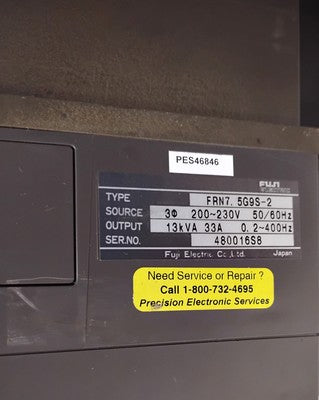 PES46846
FUJI
ELECTRIC
TYPE FRN7.5G9S-2
SOURCE 3Φ 200~230V 50/60Hz
OUTPUT 13kVA 33A 0.2~400Hz
SER.NO. 480016S8
Fuji Electric Co.,Ltd. Japan
Need Service or Repair ?
Call 1-800-732-4695
Precision Electronic Services